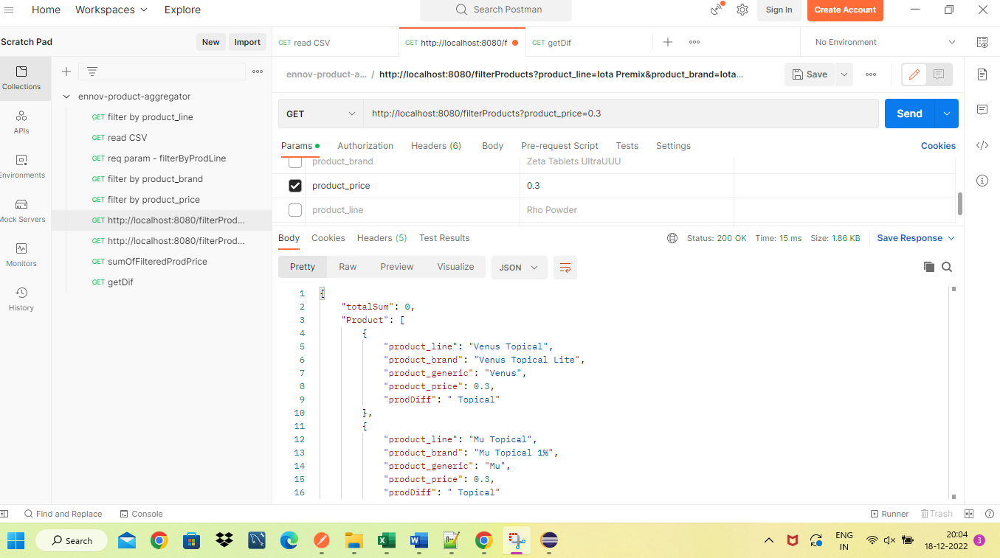 Home Workspaces Explore Search Postman Sign In Create Account
Scratch Pad New Import GET read CSV GET http://localhost:8080/f GET getDif No Environment
ennov-product-a... / http://localhost:8080/filterProducts?product_line=Iota Premix&product_brand=Iota... Save
Collections
ennov-product-aggregator
GET filter by product_line
GET read CSV
GET req param - filterByProdLine
GET filter by product_brand
GET filter by product_price
GET http://localhost:8080/filterProd...
GET http://localhost:8080/filterProd...
GET sumOfFilteredProdPrice
GET getDif
APIs
Environments
Mock Servers
Monitors
History
GET http://localhost:8080/filterProducts?product_price=0.3 Send
Params Authorization Headers (6) Body Pre-request Script Tests Settings Cookies
product_brand Zeta Tablets UltraUUU
product_price 0.3
product_line Rho Powder
Body Cookies Headers (5) Test Results Status: 200 OK Time: 15 ms Size: 1.86 KB Save Response
Pretty Raw Preview Visualize JSON
1 {
2 "totalSum": 0,
3 "Product": [
4 {
5 "product_line": "Venus Topical",
6 "product_brand": "Venus Topical Lite",
7 "product_generic": "Venus",
8 "product_price": 0.3,
9 "prodDiff": " Topical"
10 },
11 {
12 "product_line": "Mu Topical",
13 "product_brand": "Mu Topical 1%",
14 "product_generic": "Mu",
15 "product_price": 0.3,
16 "prodDiff": " Topical"
Find and Replace Console Runner Trash
Search ENG 20:04
IN 18-12-2022 3